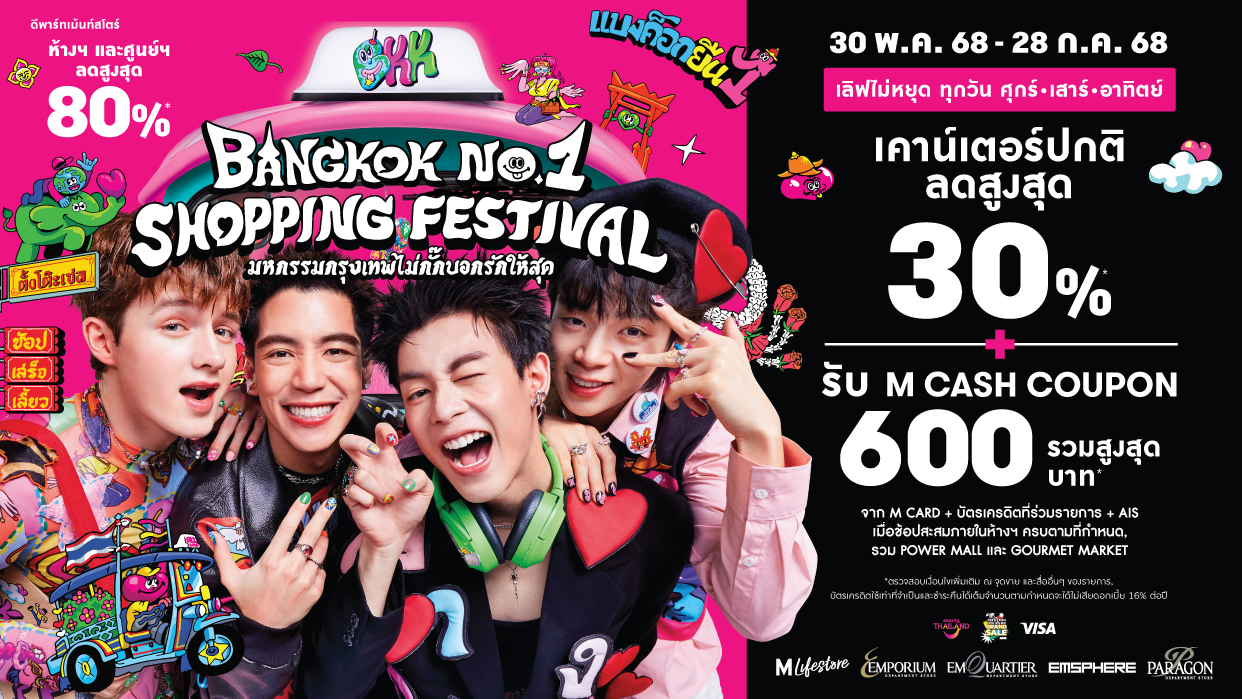 ดีพาร์ทเม้นท์สโตร์
ห้างฯ และศูนย์ฯ
ลดสูงสุด
80%*
BKK
แบงค็อกยืน1
BANGKOK NO.1
SHOPPING FESTIVAL
มหกรรมกรุงเทพไม่กั๊กบอกรักให้สุด
ตั้งโต๊ะเซ่อ
ช้อป
เสร็จ
เลี้ยว
30 พ.ค. 68 - 28 ก.ค. 68
เลิฟไม่หยุด ทุกวัน ศุกร์•เสาร์•อาทิตย์
เคาน์เตอร์ปกติ
ลดสูงสุด
30%*
+
รับ M CASH COUPON
600 รวมสูงสุด
บาท*
จาก M CARD + บัตรเครดิตที่ร่วมรายการ + AIS
เมื่อช้อปสะสมภายในห้างฯ ครบตามที่กำหนด,
รวม POWER MALL และ GOURMET MARKET
*ตรวจสอบเงื่อนไขเพิ่มเติม ณ จุดขาย และสื่ออื่นๆ ของรายการ,
บัตรเครดิตใช้เท่าที่จำเป็นและชำระคืนได้เต็มจำนวนตามกำหนดจะได้ไม่เสียดอกเบี้ย 16% ต่อปี
amazing THAILAND
GRAND SALE
VISA
M Lifestore
EMPORIUM DEPARTMENT STORE
EMQUARTIER DEPARTMENT STORE
EMSPHERE
PARAGON DEPARTMENT STORE